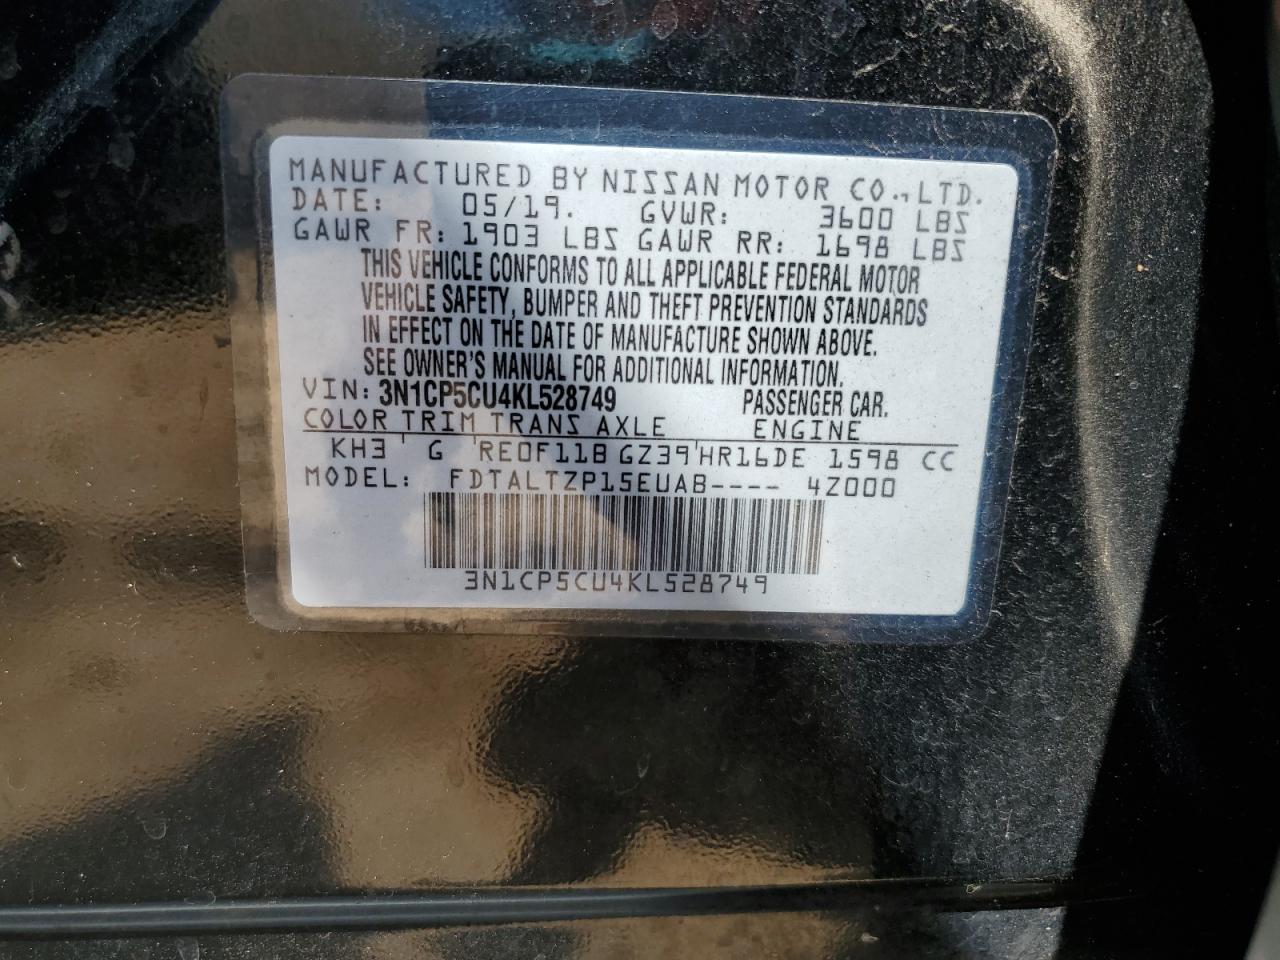 MANUFACTURED BY NISSAN MOTOR CO., LTD.
DATE: 05/19. GVWR: 3600 LBS
GAWR FR: 1903 LBS GAWR RR: 1698 LBS
THIS VEHICLE CONFORMS TO ALL APPLICABLE FEDERAL MOTOR
VEHICLE SAFETY, BUMPER AND THEFT PREVENTION STANDARDS
IN EFFECT ON THE DATE OF MANUFACTURE SHOWN ABOVE.
SEE OWNER'S MANUAL FOR ADDITIONAL INFORMATION.
VIN: 3N1CP5CU4KL528749 PASSENGER CAR.
COLOR TRIM TRANS AXLE ENGINE
KH3 ' G 'RE0F11B GZ39'HR16DE 1598 CC
MODEL: FDTALTZP15EUAB---- 4Z000
3N1CP5CU4KL528749